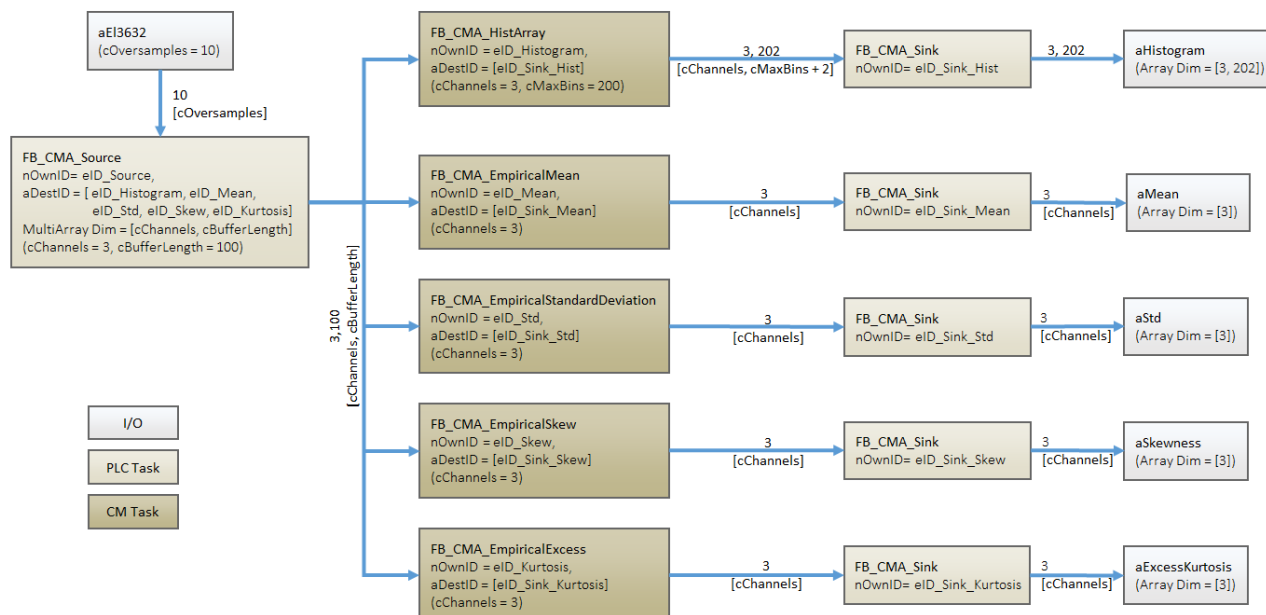 aEl3632
(cOversamples = 10)
10
[cOversamples]
FB_CMA_Source
nOwnID= eID_Source,
aDestID = [ eID_Histogram, eID_Mean,
eID_Std, eID_Skew, eID_Kurtosis]
MultiArray Dim = [cChannels, cBufferLength]
(cChannels = 3, cBufferLength = 100)
3,100
[cChannels, cBufferLength]
FB_CMA_HistArray
nOwnID = eID_Histogram,
aDestID = [eID_Sink_Hist]
(cChannels = 3, cMaxBins = 200)
3, 202
[cChannels, cMaxBins + 2]
FB_CMA_Sink
nOwnID= eID_Sink_Hist
3, 202
aHistogram
(Array Dim = [3, 202])
FB_CMA_EmpiricalMean
nOwnID = eID_Mean,
aDestID = [eID_Sink_Mean]
(cChannels = 3)
3
[cChannels]
FB_CMA_Sink
nOwnID= eID_Sink_Mean
3
[cChannels]
aMean
(Array Dim = [3])
FB_CMA_EmpiricalStandardDeviation
nOwnID = eID_Std,
aDestID = [eID_Sink_Std]
(cChannels = 3)
3
[cChannels]
FB_CMA_Sink
nOwnID= eID_Sink_Std
3
[cChannels]
aStd
(Array Dim = [3])
FB_CMA_EmpiricalSkew
nOwnID = eID_Skew,
aDestID = [eID_Sink_Skew]
(cChannels = 3)
3
[cChannels]
FB_CMA_Sink
nOwnID= eID_Sink_Skew
3
[cChannels]
aSkewness
(Array Dim = [3])
FB_CMA_EmpiricalExcess
nOwnID = eID_Kurtosis,
aDestID = [eID_Sink_Kurtosis]
(cChannels = 3)
3
[cChannels]
FB_CMA_Sink
nOwnID= eID_Sink_Kurtosis
3
[cChannels]
aExcessKurtosis
(Array Dim = [3])
I/O
PLC Task
CM Task